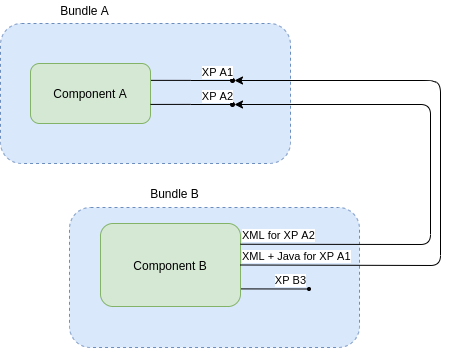 Bundle A
XP A1
Component A
XP A2
Bundle B
XML for XP A2
XML + Java for XP A1
Component B
XP B3